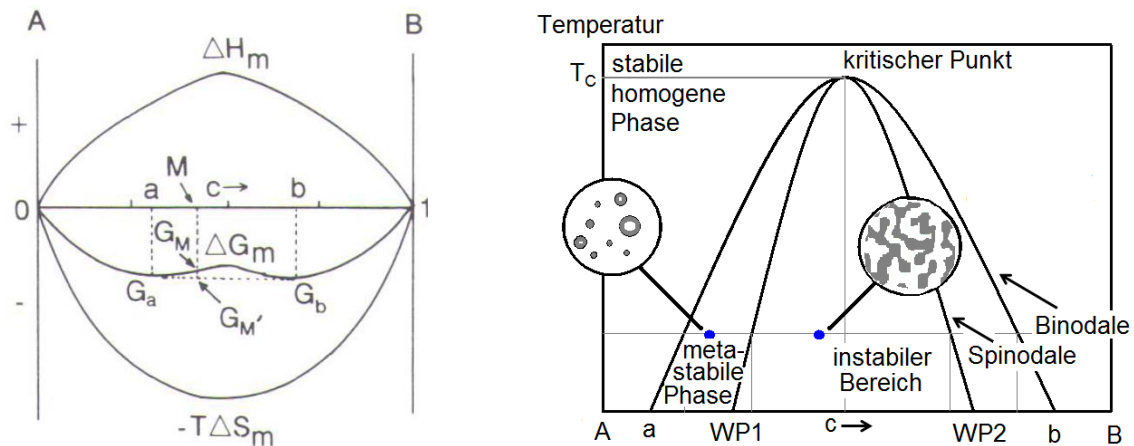 A
B
ΔHm
+
M
a
c→
b
0
1
GM
ΔGm
Ga
Gb
GM'
-
-TΔSm
Temperatur
TC
stabile
homogene
Phase
kritischer Punkt
Binodale
Spinodale
meta-
stabile
Phase
instabiler
Bereich
A
a
WP1
c→
WP2
b
B